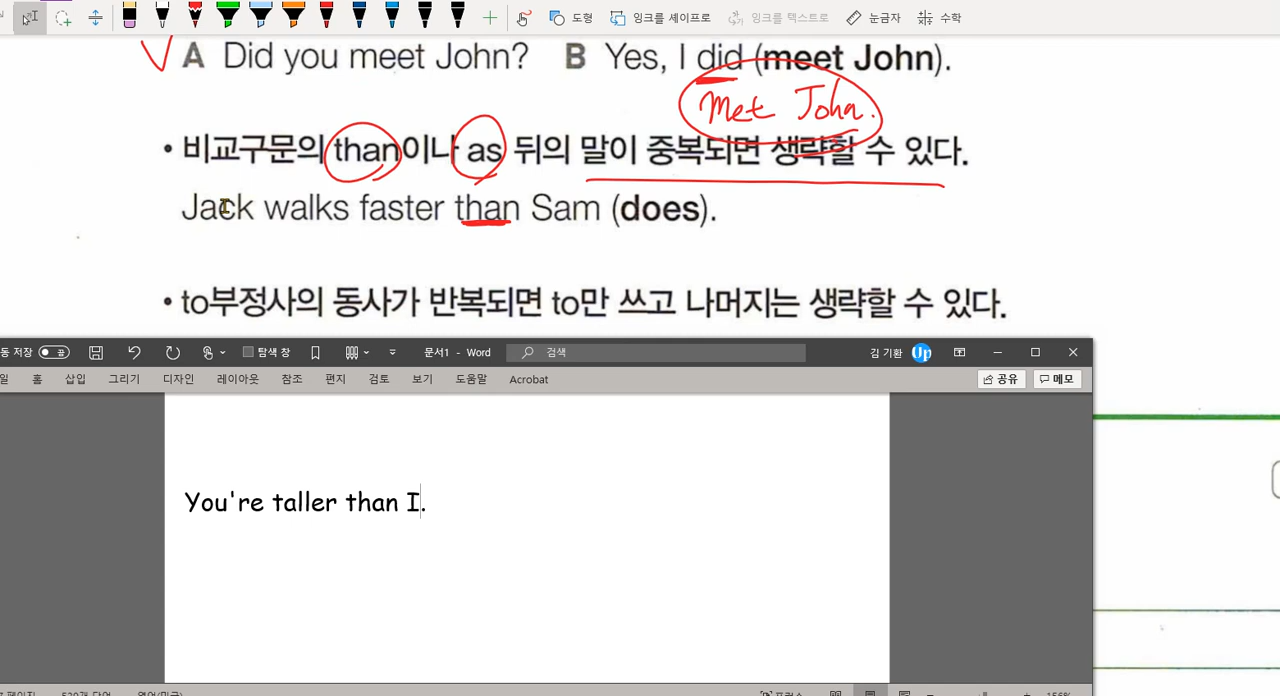 도형 잉크를 셰이프로 잉크를 텍스트로 눈금자 수학
A Did you meet John? B Yes, I did (meet John).
Met John.
• 비교구문의 than이나 as 뒤의 말이 중복되면 생략할 수 있다.
Jack walks faster than Sam (does).
• to부정사의 동사가 반복되면 to만 쓰고 나머지는 생략할 수 있다.
동 저장 탐색 창 문서1 - Word 검색 김 기환 Up
일 홈 삽입 그리기 디자인 레이아웃 참조 편지 검토 보기 도움말 Acrobat 공유 메모
You're taller than I.